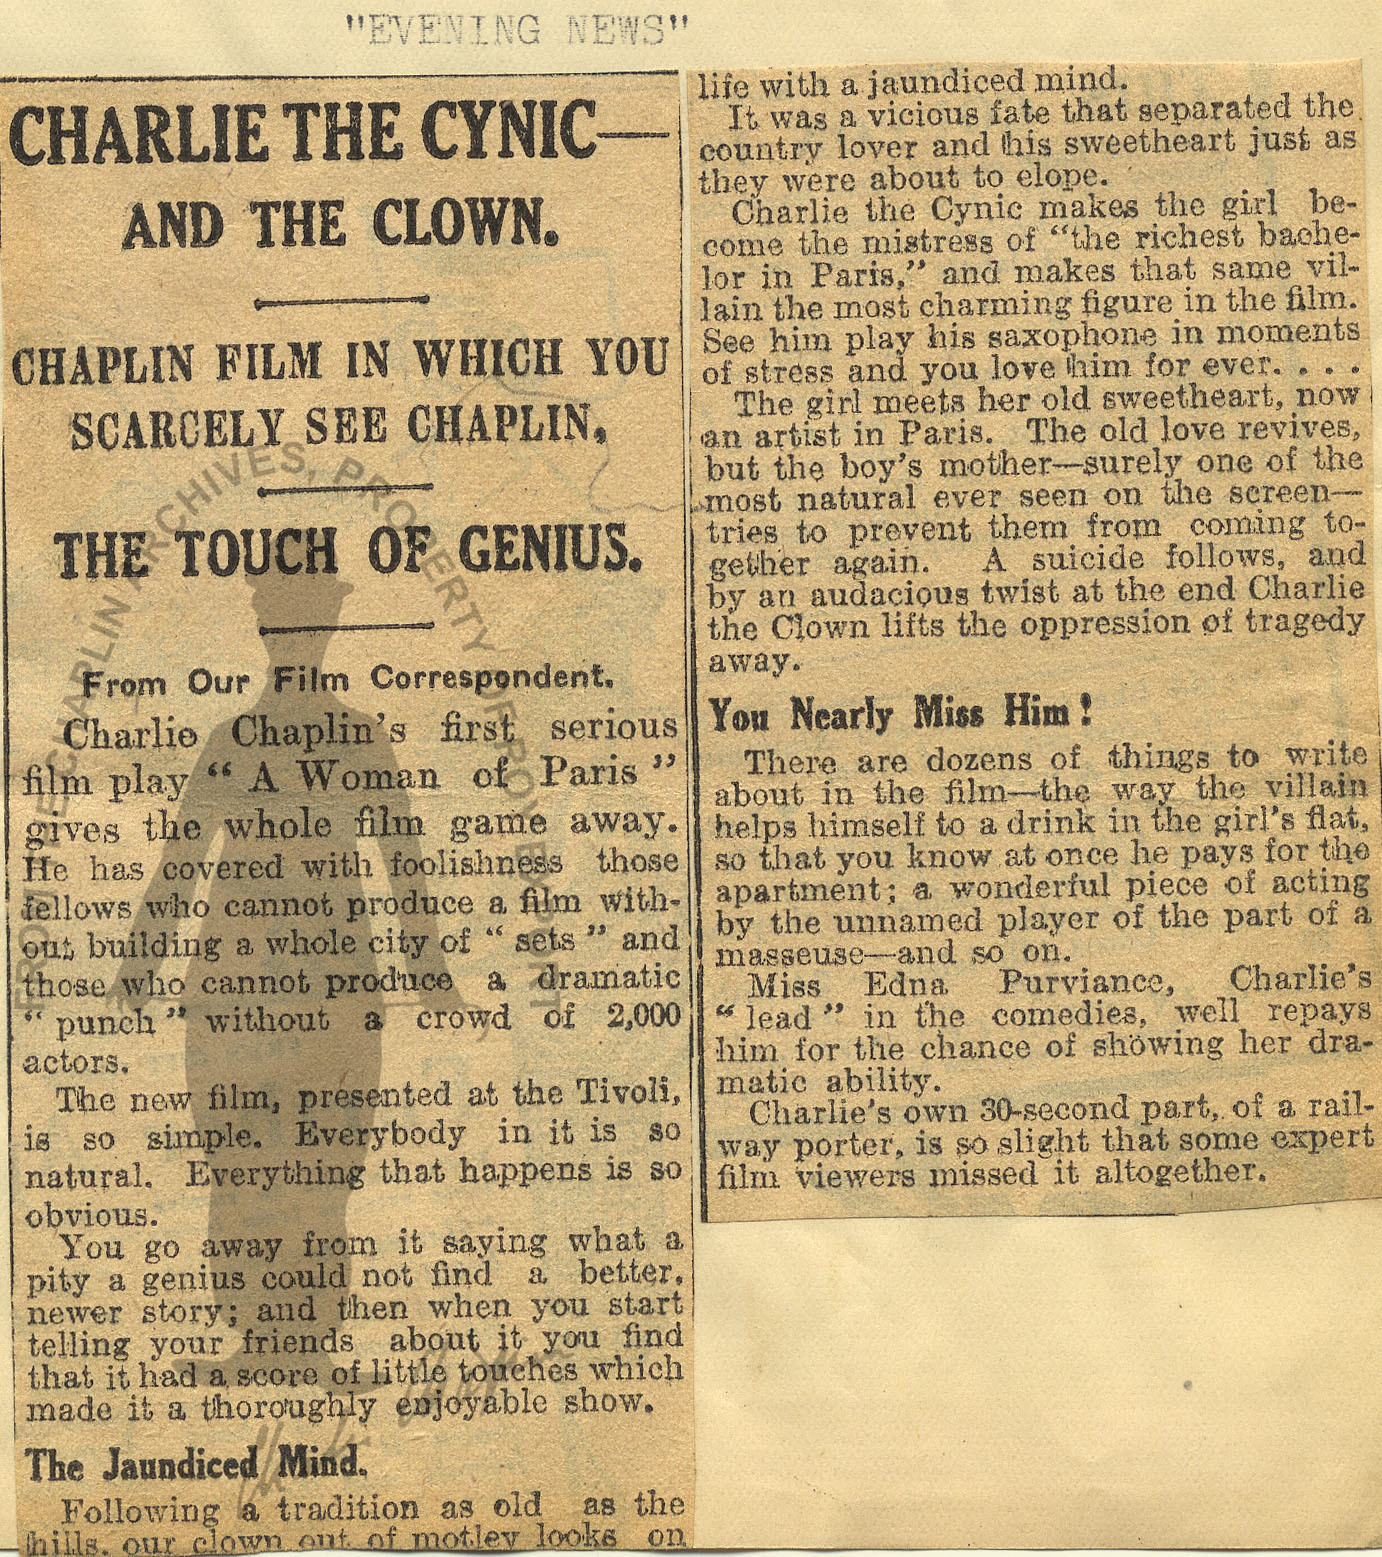 "EVENING NEWS"
CHARLIE THE CYNIC—
AND THE CLOWN.
CHAPLIN FILM IN WHICH YOU
SCARCELY SEE CHAPLIN.
THE TOUCH OF GENIUS.
From Our Film Correspondent.
Charlie Chaplin's first serious
film play "A Woman of Paris"
gives the whole film game away.
He has covered with foolishness those
fellows who cannot produce a film with-
out building a whole city of "sets" and
those who cannot produce a dramatic
"punch" without a crowd of 2,000
actors.
The new film, presented at the Tivoli,
is so simple. Everybody in it is so
natural. Everything that happens is so
obvious.
You go away from it saying what a
pity a genius could not find a better,
newer story; and then when you start
telling your friends about it you find
that it had a score of little touches which
made it a thoroughly enjoyable show.
The Jaundiced Mind.
Following a tradition as old as the
hills, our clown out of motley looks on
life with a jaundiced mind.
It was a vicious fate that separated the
country lover and his sweetheart just as
they were about to elope.
Charlie the Cynic makes the girl be-
come the mistress of "the richest bache-
lor in Paris," and makes that same vil-
lain the most charming figure in the film.
See him play his saxophone in moments
of stress and you love him for ever. . . .
The girl meets her old sweetheart, now
an artist in Paris. The old love revives,
but the boy's mother—surely one of the
most natural ever seen on the screen—
tries to prevent them from coming to-
gether again. A suicide follows, and
by an audacious twist at the end Charlie
the Clown lifts the oppression of tragedy
away.
You Nearly Miss Him!
There are dozens of things to write
about in the film—the way the villain
helps himself to a drink in the girl's flat,
so that you know at once he pays for the
apartment; a wonderful piece of acting
by the unnamed player of the part of a
masseuse—and so on.
Miss Edna Purviance, Charlie's
"lead" in the comedies, well repays
him for the chance of showing her dra-
matic ability.
Charlie's own 30-second part, of a rail-
way porter, is so slight that some expert
film viewers missed it altogether.
CHAPLIN ARCHIVES, PROPERTY OF ROY EXPORT